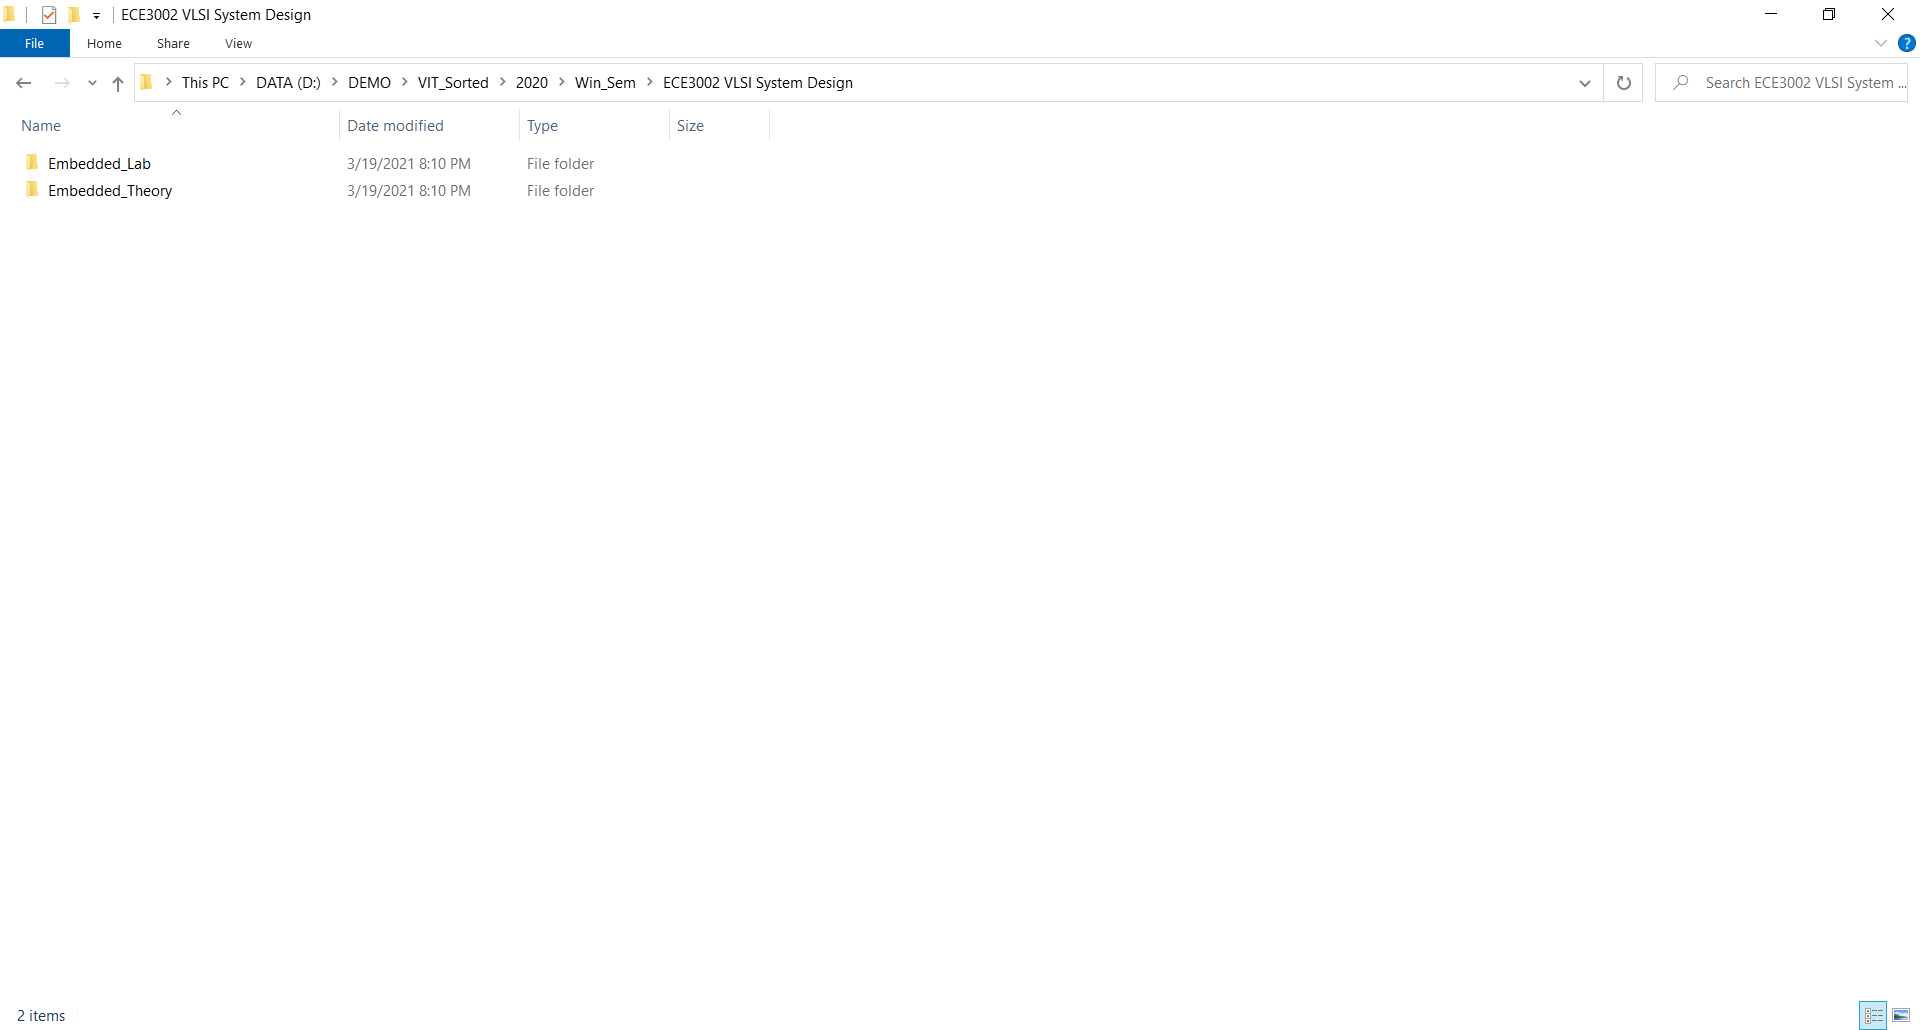 ECE3002 VLSI System Design
File Home Share View
?
This PC DATA (D:) DEMO VIT_Sorted 2020 Win_Sem ECE3002 VLSI System Design
Search ECE3002 VLSI System ...
Name Date modified Type Size
Embedded_Lab 3/19/2021 8:10 PM File folder
Embedded_Theory 3/19/2021 8:10 PM File folder
2 items